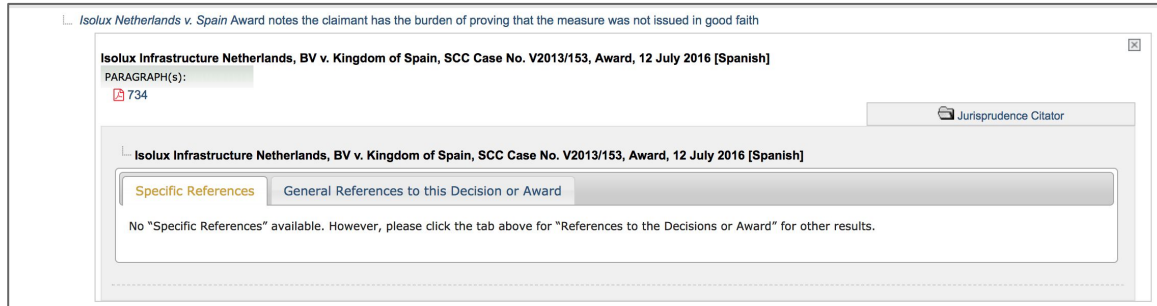 Isolux Netherlands v. Spain Award notes the claimant has the burden of proving that the measure was not issued in good faith
Isolux Infrastructure Netherlands, BV v. Kingdom of Spain, SCC Case No. V2013/153, Award, 12 July 2016 [Spanish]
PARAGRAPH(s):
734
Jurisprudence Citator
Isolux Infrastructure Netherlands, BV v. Kingdom of Spain, SCC Case No. V2013/153, Award, 12 July 2016 [Spanish]
Specific References
General References to this Decision or Award
No “Specific References” available. However, please click the tab above for “References to the Decisions or Award” for other results.